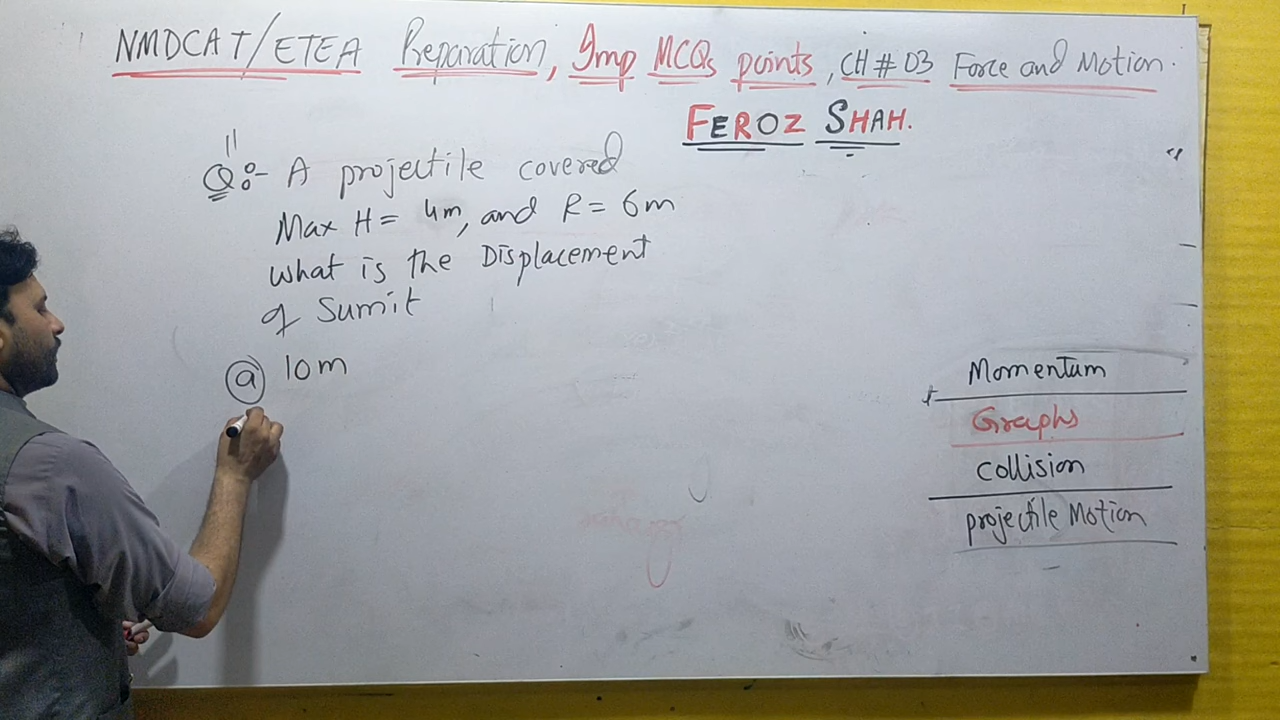 NMDCAT/ETEA Preparation, Imp MCQs points, CH # 03 Force and Motion.
FEROZ SHAH.
Q:- A projectile covered
Max H = 4m, and R = 6m
what is the Displacement
of Sumit
(a) 10m
Momentum
Graphs
collision
projectile Motion